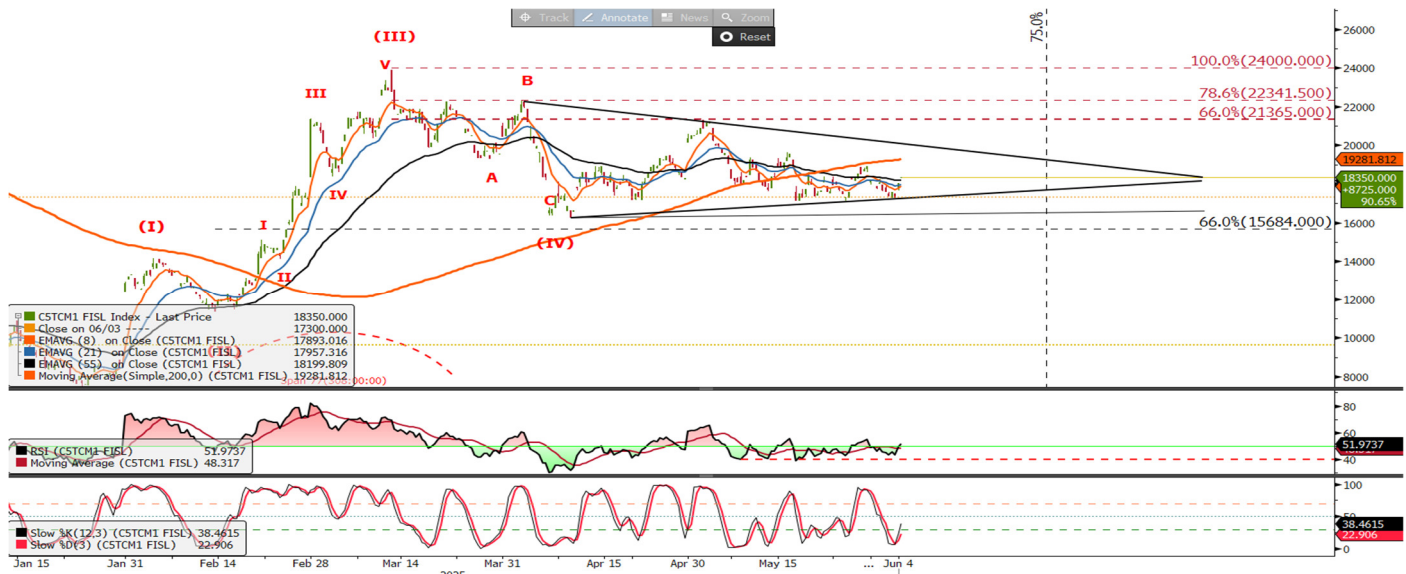 Track Annotate News Zoom
Reset
75.0%
26000
24000
22000
20000
18000
16000
14000
12000
10000
8000
100.0%(24000.000)
78.6%(22341.500)
66.0%(21365.000)
66.0%(15684.000)
19281.812
18350.000
+8725.000
90.65%
(III)
V
III
B
A
IV
(I)
I
II
C
(IV)
C5TCM1 FISL Index - Last Price 18350.000
Close on 06/03 ---- 17300.000
EMAVG (8) on Close (C5TCM1 FISL) 17893.016
EMAVG (21) on Close (C5TCM1 FISL) 17957.316
EMAVG (55) on Close (C5TCM1 FISL) 18199.809
Moving Average(Simple,200,0) (C5TCM1 FISL) 19281.812
80
60
40
51.9737
RSI (C5TCM1 FISL) 51.9737
Moving Average (C5TCM1 FISL) 48.317
100
50
0
38.4615
22.906
Slow %K(12,3) (C5TCM1 FISL) 38.4615
Slow %D(3) (C5TCM1 FISL) 22.906
Jan 15 Jan 31 Feb 14 Feb 28 Mar 14 Mar 31 Apr 15 Apr 30 May 15 ... Jun 4